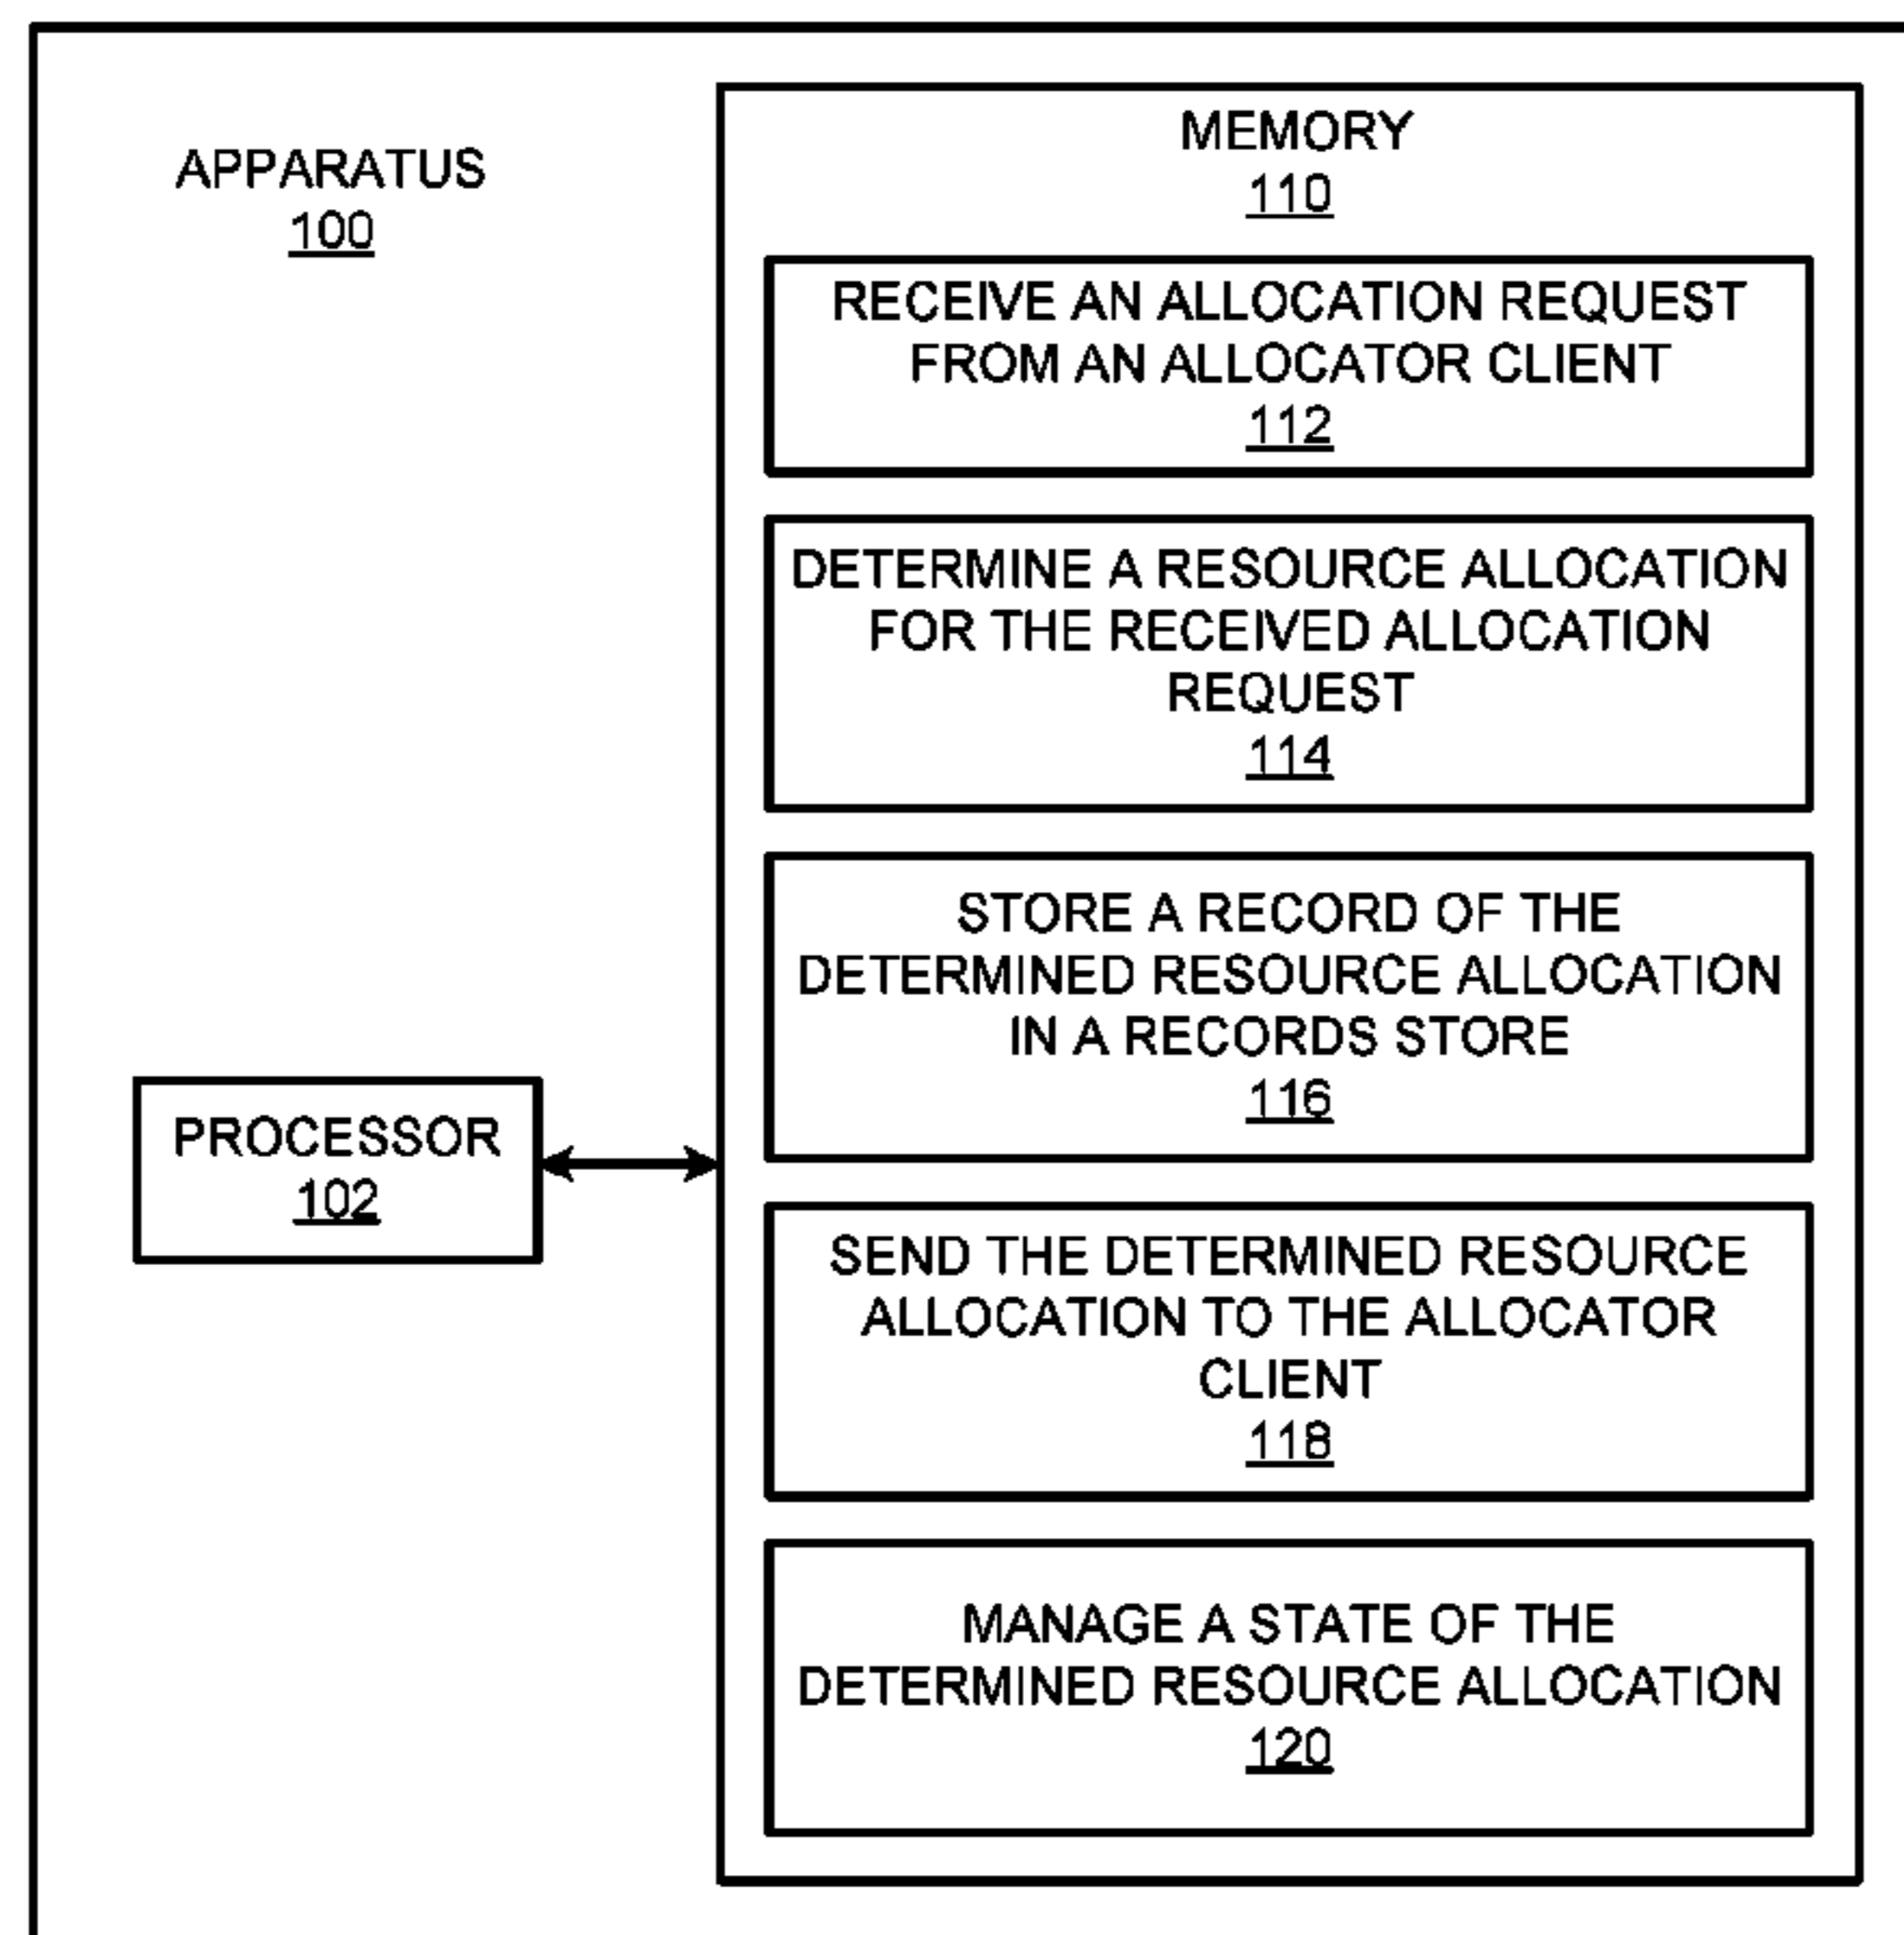 APPARATUS
100
MEMORY
110
RECEIVE AN ALLOCATION REQUEST
FROM AN ALLOCATOR CLIENT
112
DETERMINE A RESOURCE ALLOCATION
FOR THE RECEIVED ALLOCATION
REQUEST
114
STORE A RECORD OF THE
DETERMINED RESOURCE ALLOCATION
IN A RECORDS STORE
116
PROCESSOR
102
SEND THE DETERMINED RESOURCE
ALLOCATION TO THE ALLOCATOR
CLIENT
118
MANAGE A STATE OF THE
DETERMINED RESOURCE ALLOCATION
120